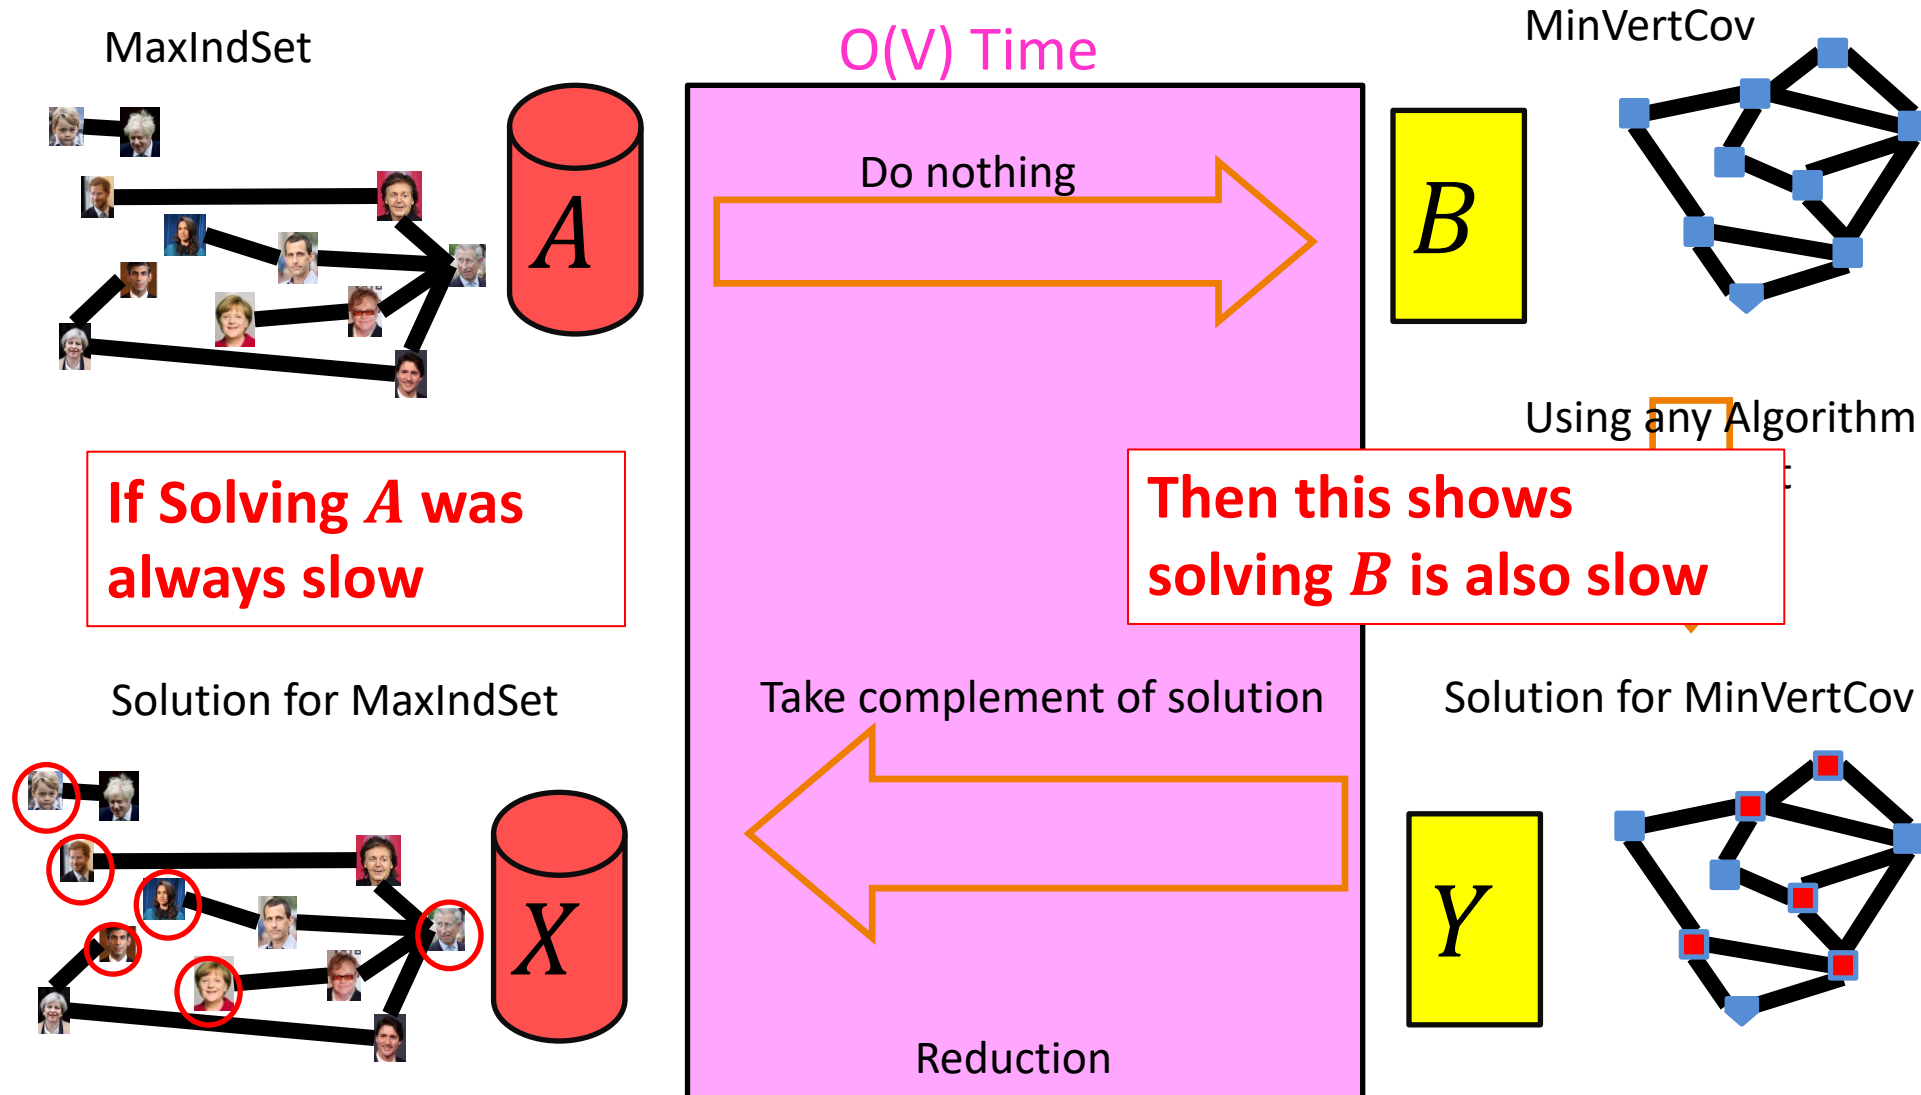 MaxIndSet
O(V) Time
MinVertCov
Do nothing
A
B
Using any Algorithm
If Solving A was
always slow
Then this shows
solving B is also slow
Solution for MaxIndSet
Take complement of solution
Solution for MinVertCov
X
Y
Reduction